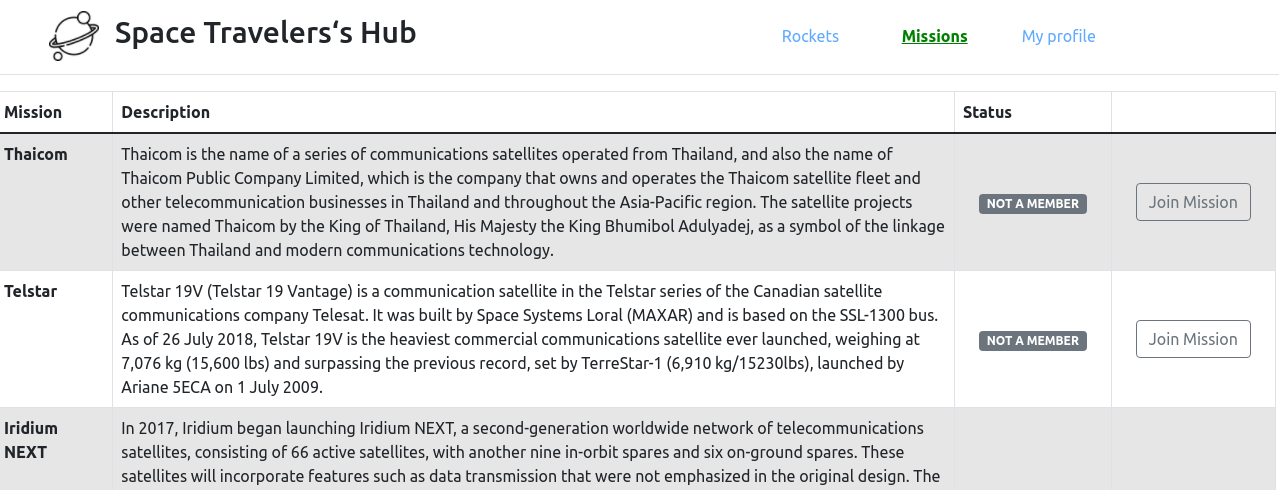 Space Travelers‘s Hub
Rockets
Missions
My profile
Mission
Description
Status
Thaicom
Thaicom is the name of a series of communications satellites operated from Thailand, and also the name of
Thaicom Public Company Limited, which is the company that owns and operates the Thaicom satellite fleet and
other telecommunication businesses in Thailand and throughout the Asia-Pacific region. The satellite projects
were named Thaicom by the King of Thailand, His Majesty the King Bhumibol Adulyadej, as a symbol of the linkage
between Thailand and modern communications technology.
NOT A MEMBER
Join Mission
Telstar
Telstar 19V (Telstar 19 Vantage) is a communication satellite in the Telstar series of the Canadian satellite
communications company Telesat. It was built by Space Systems Loral (MAXAR) and is based on the SSL-1300 bus.
As of 26 July 2018, Telstar 19V is the heaviest commercial communications satellite ever launched, weighing at
7,076 kg (15,600 lbs) and surpassing the previous record, set by TerreStar-1 (6,910 kg/15230lbs), launched by
Ariane 5ECA on 1 July 2009.
NOT A MEMBER
Join Mission
Iridium
NEXT
In 2017, Iridium began launching Iridium NEXT, a second-generation worldwide network of telecommunications
satellites, consisting of 66 active satellites, with another nine in-orbit spares and six on-ground spares. These
satellites will incorporate features such as data transmission that were not emphasized in the original design. The